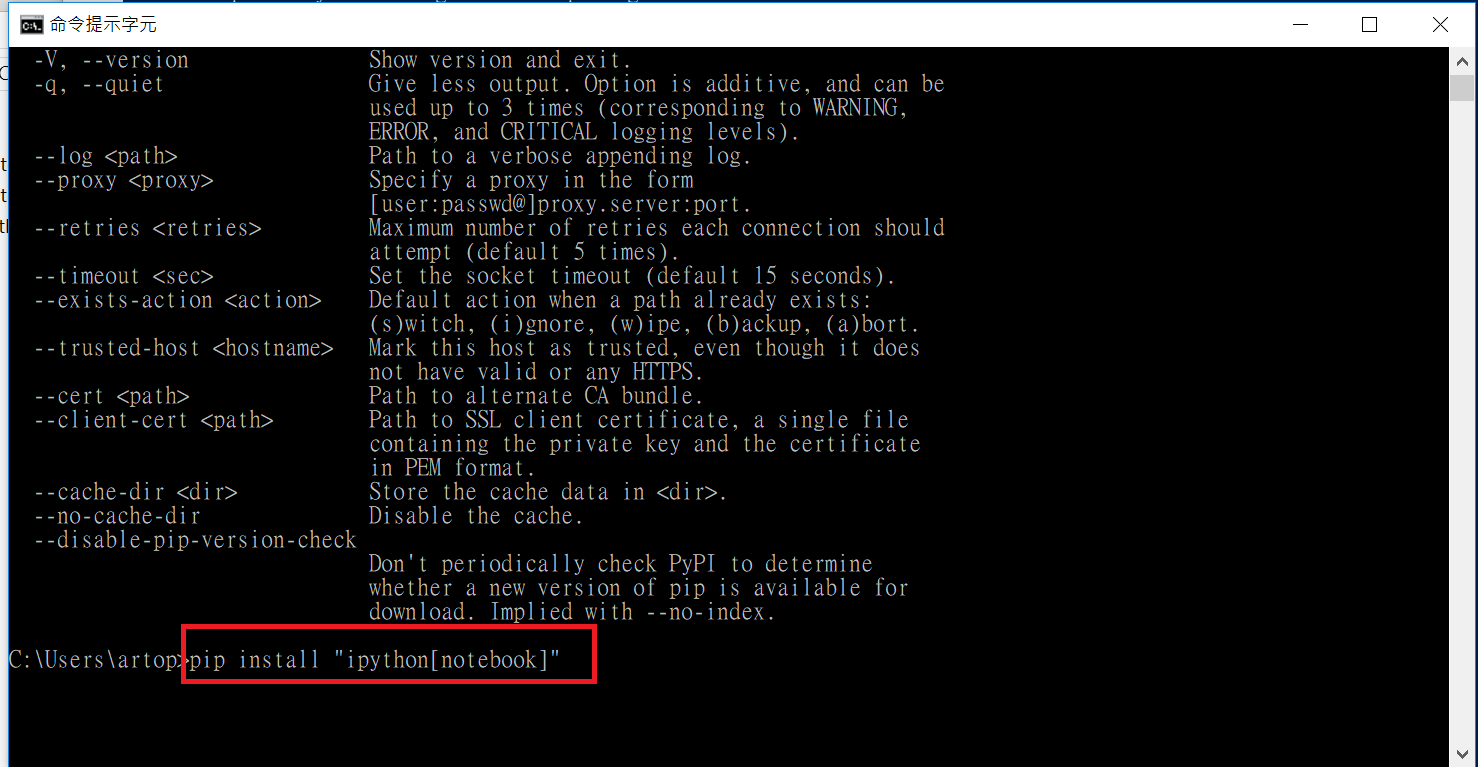 命令提示字元
-V, --version Show version and exit.
-q, --quiet Give less output. Option is additive, and can be
used up to 3 times (corresponding to WARNING,
ERROR, and CRITICAL logging levels).
--log <path> Path to a verbose appending log.
--proxy <proxy> Specify a proxy in the form
[user:passwd@]proxy.server:port.
--retries <retries> Maximum number of retries each connection should
attempt (default 5 times).
--timeout <sec> Set the socket timeout (default 15 seconds).
--exists-action <action> Default action when a path already exists:
(s)witch, (i)gnore, (w)ipe, (b)ackup, (a)bort.
--trusted-host <hostname> Mark this host as trusted, even though it does
not have valid or any HTTPS.
--cert <path> Path to alternate CA bundle.
--client-cert <path> Path to SSL client certificate, a single file
containing the private key and the certificate
in PEM format.
--cache-dir <dir> Store the cache data in <dir>.
--no-cache-dir Disable the cache.
--disable-pip-version-check
Don't periodically check PyPI to determine
whether a new version of pip is available for
download. Implied with --no-index.
C:\Users\artop>pip install "ipython[notebook]"